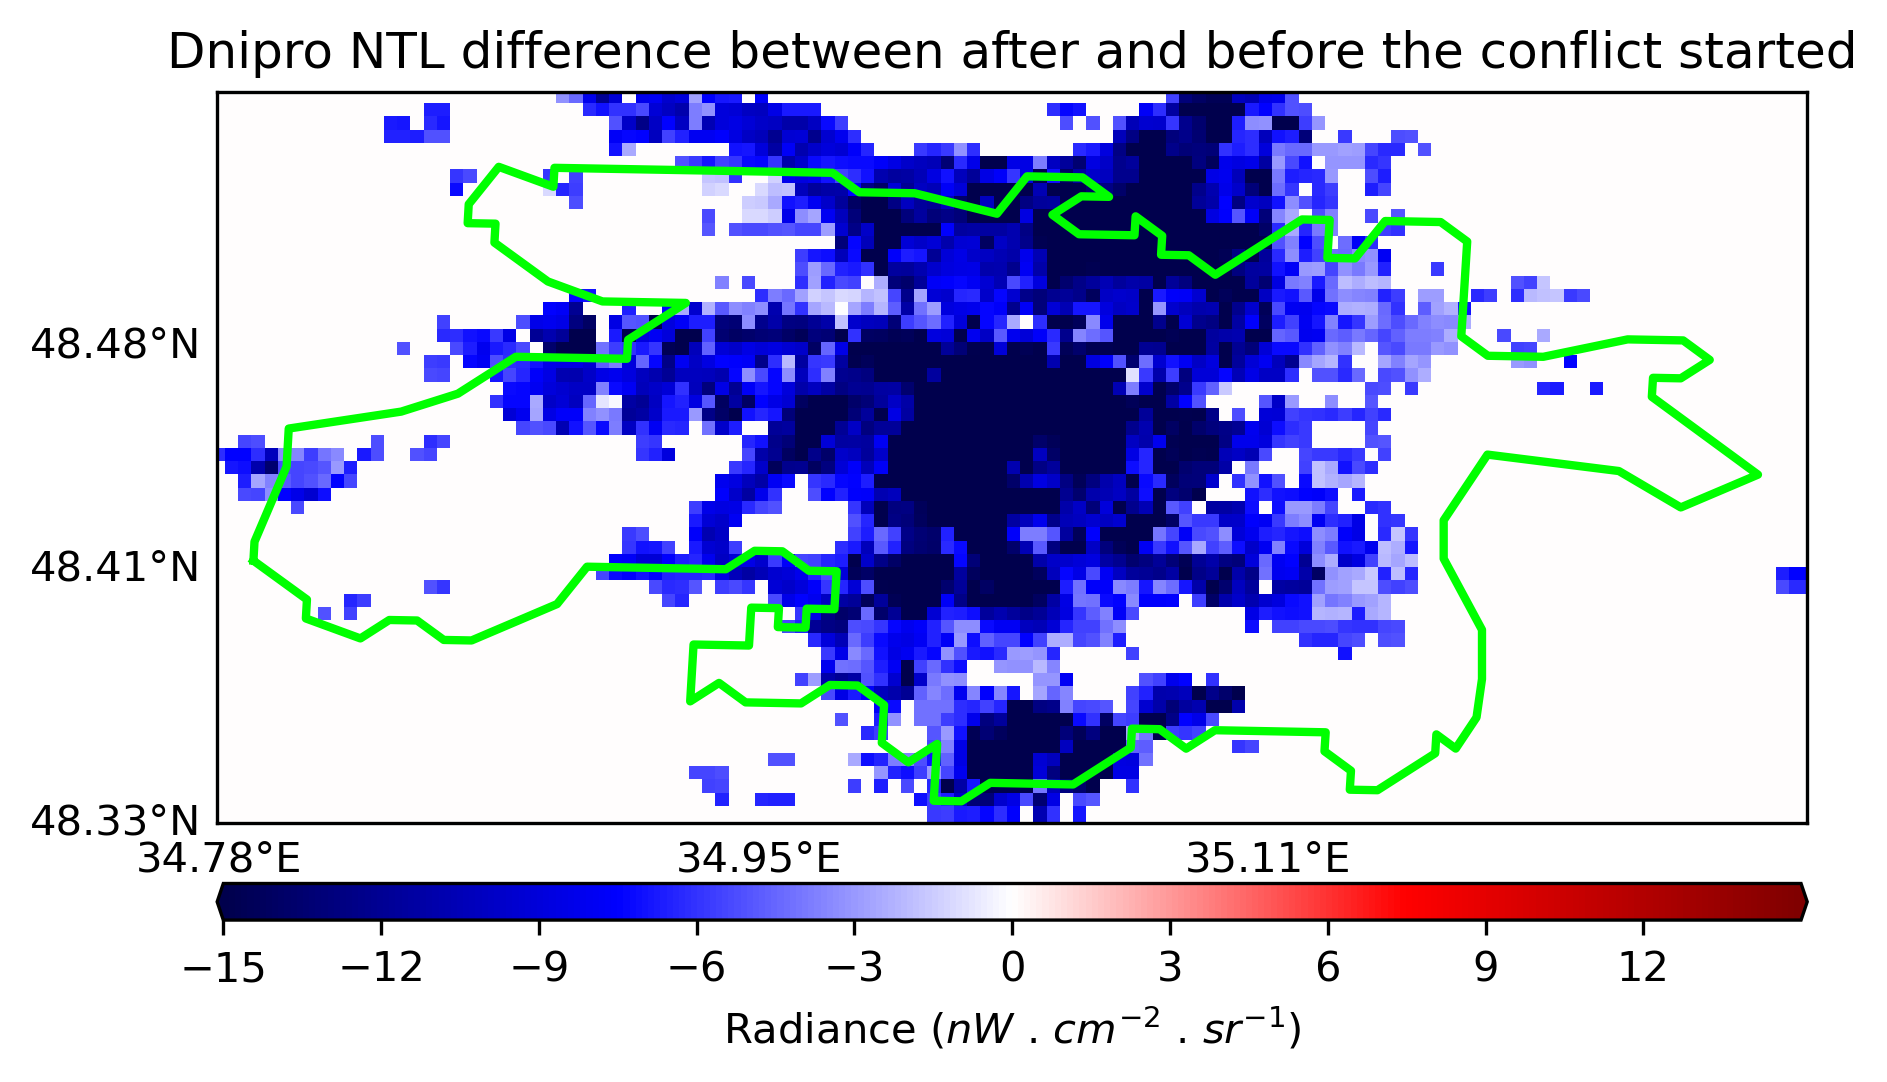 Dnipro NTL difference between after and before the conflict started
48.48°N
48.41°N
48.33°N
34.78°E 34.95°E 35.11°E
−15 −12 −9 −6 −3 0 3 6 9 12
Radiance (nW . cm⁻² . sr⁻¹)